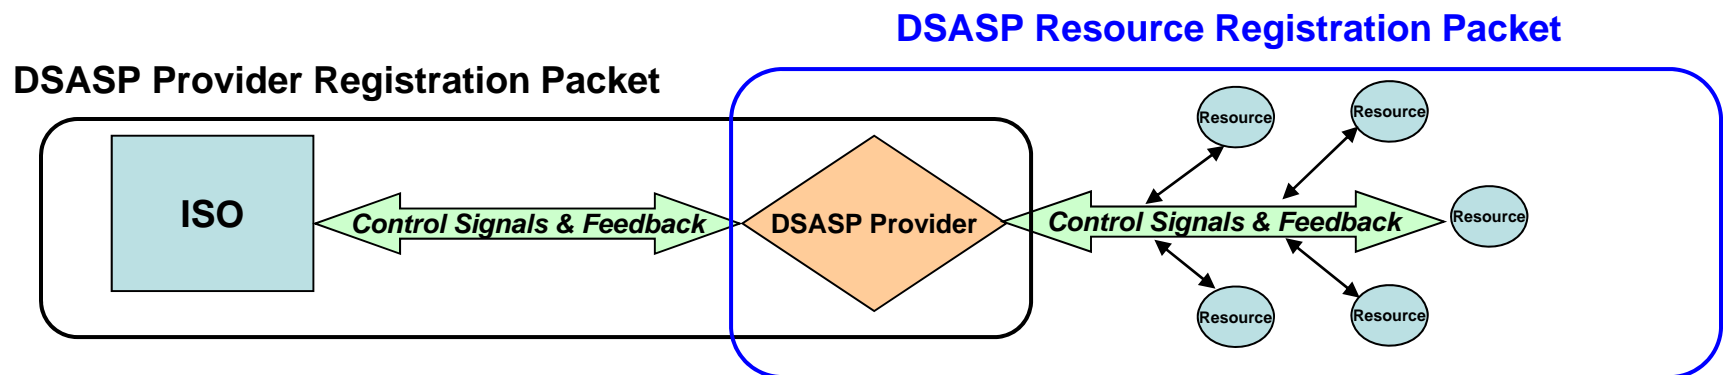 DSASP Resource Registration Packet
DSASP Provider Registration Packet
Resource
Resource
ISO
Control Signals & Feedback
DSASP Provider
Control Signals & Feedback
Resource
Resource
Resource